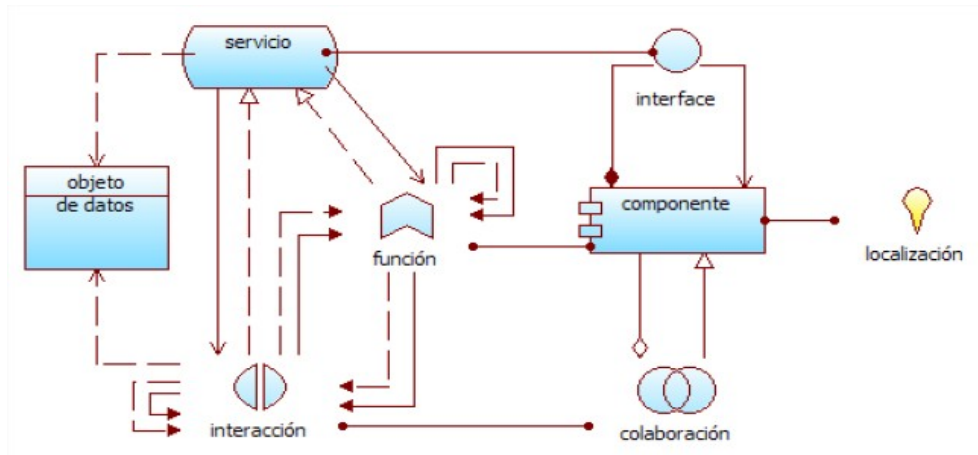 servicio
interface
objeto
de datos
componente
localización
función
interacción
colaboración